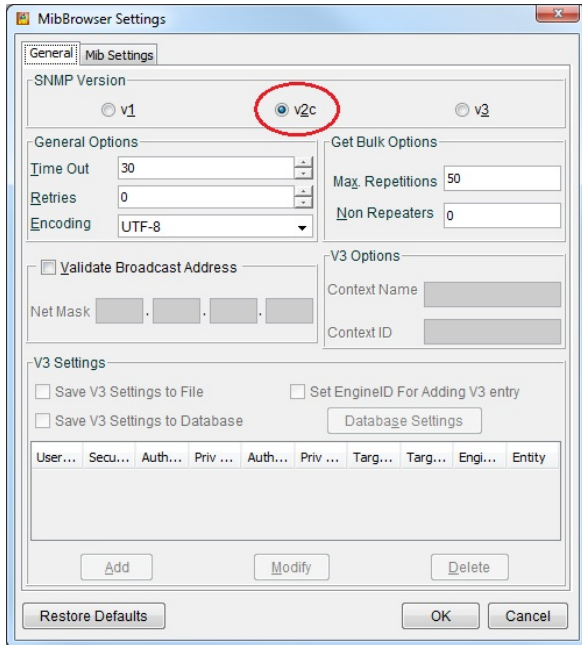 MibBrowser Settings
General Mib Settings
SNMP Version
v1 v2c v3
General Options
Time Out 30
Retries 0
Encoding UTF-8
Get Bulk Options
Max. Repetitions 50
Non Repeaters 0
Validate Broadcast Address
Net Mask . . .
V3 Options
Context Name
Context ID
V3 Settings
Save V3 Settings to File Set EngineID For Adding V3 entry
Save V3 Settings to Database Database Settings
User... Secu... Auth... Priv ... Auth... Priv ... Targ... Targ... Engi... Entity
Add Modify Delete
Restore Defaults OK Cancel